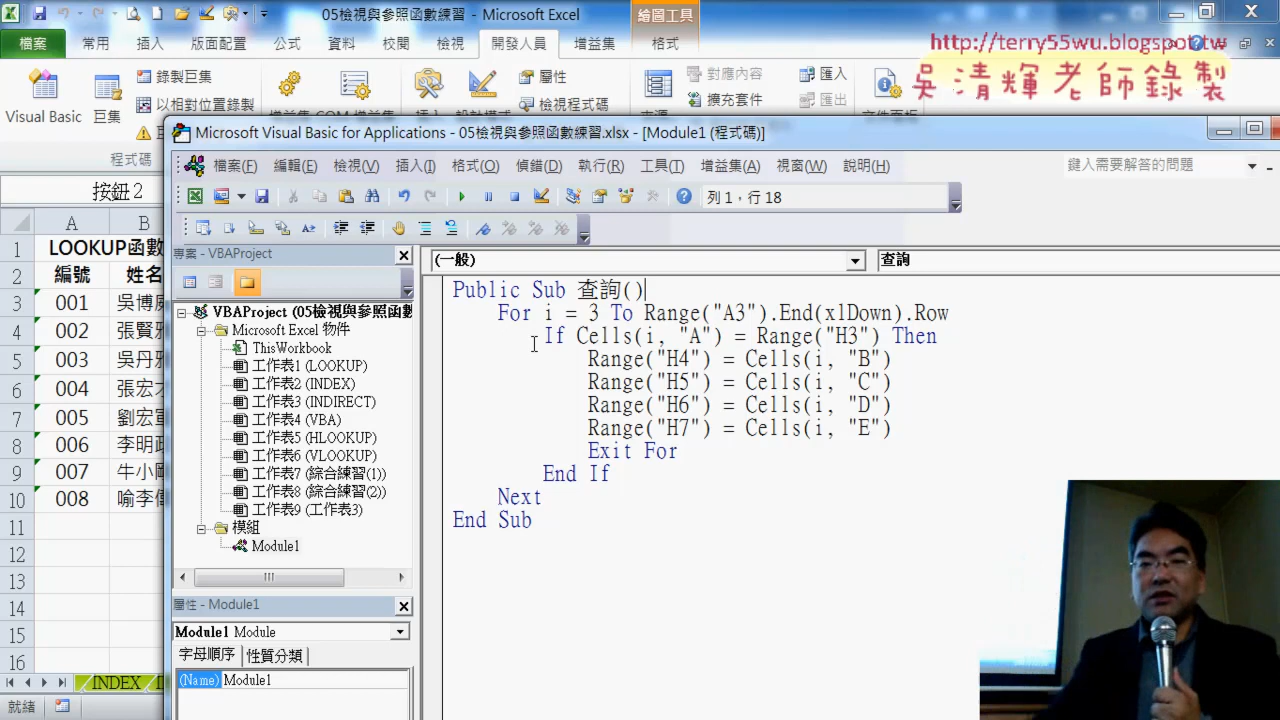 05檢視與參照函數練習 - Microsoft Excel
繪圖工具
檔案 常用 插入 版面配置 公式 資料 校閱 檢視 開發人員 增益集 格式
http://terry55wu.blogspot.tw
吳清輝老師錄製
Visual Basic 巨集 錄製巨集 以相對位置錄製
屬性 檢視程式碼
對應內容 擴充套件 匯入 匯出
程式碼
Microsoft Visual Basic for Applications - 05檢視與參照函數練習.xlsx - [Module1 (程式碼)]
檔案(F) 編輯(E) 檢視(V) 插入(I) 格式(O) 偵錯(D) 執行(R) 工具(T) 增益集(A) 視窗(W) 說明(H) 鍵入需要解答的問題
按鈕 2
列 1，行 18
A B
1 LOOKUP函數
2 編號 姓名
3 001 吳博
4 002 張賢
5 003 吳丹
6 004 張宏
7 005 劉宏
8 006 李明
9 007 牛小
10 008 喻李
11
12
13
14
15
16
INDEX
就緒
專案 - VBAProject
VBAProject (05檢視與參照函數
Microsoft Excel 物件
ThisWorkbook
工作表1 (LOOKUP)
工作表2 (INDEX)
工作表3 (INDIRECT)
工作表4 (VBA)
工作表5 (HLOOKUP)
工作表6 (VLOOKUP)
工作表7 (綜合練習(1))
工作表8 (綜合練習(2))
工作表9 (工作表3)
模組
Module1
屬性 - Module1
Module1 Module
字母順序 性質分類
(Name) Module1
(一般) 查詢
Public Sub 查詢()
For i = 3 To Range("A3").End(xlDown).Row
If Cells(i, "A") = Range("H3") Then
Range("H4") = Cells(i, "B")
Range("H5") = Cells(i, "C")
Range("H6") = Cells(i, "D")
Range("H7") = Cells(i, "E")
Exit For
End If
Next
End Sub